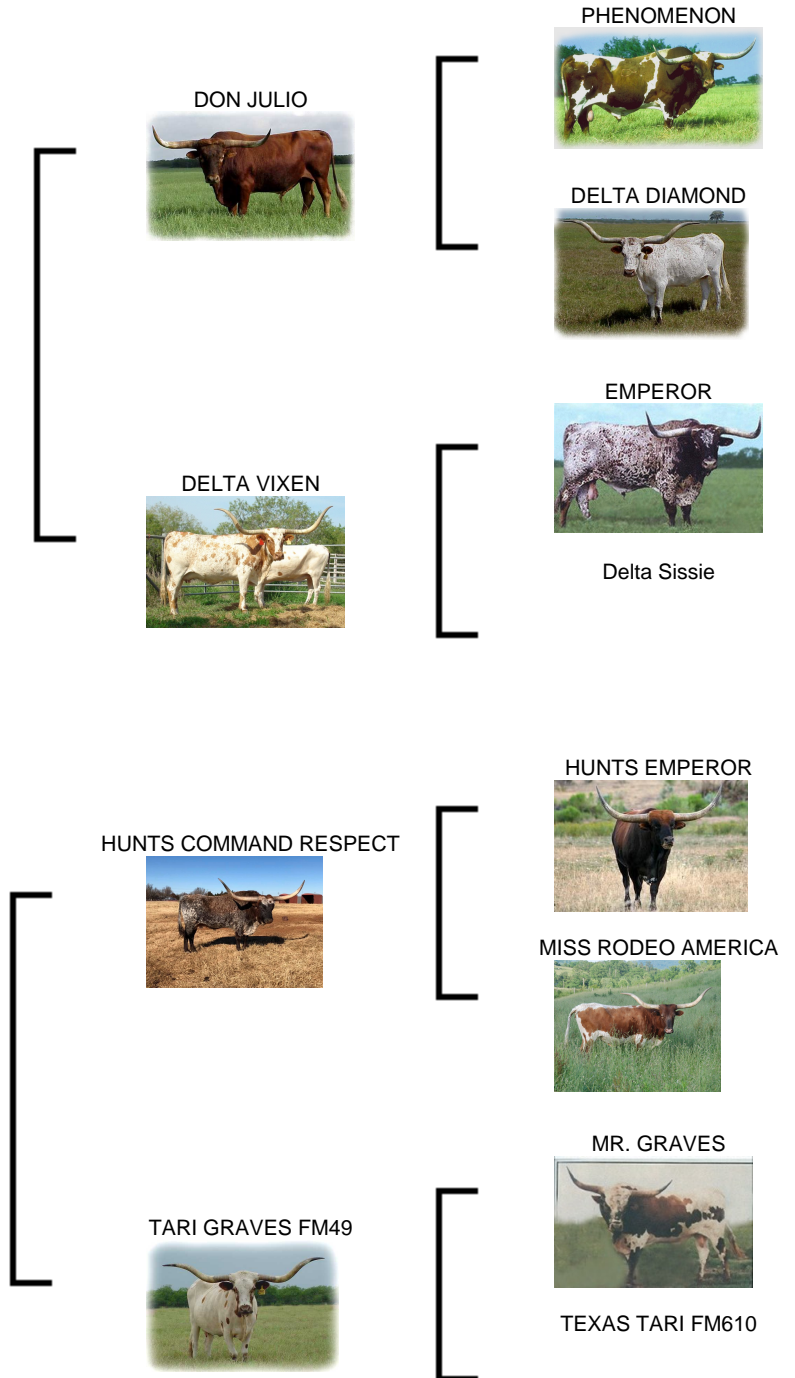 PHENOMENON
DON JULIO
DELTA DIAMOND
EMPEROR
DELTA VIXEN
Delta Sissie
HUNTS EMPEROR
HUNTS COMMAND RESPECT
MISS RODEO AMERICA
MR. GRAVES
TARI GRAVES FM49
TEXAS TARI FM610